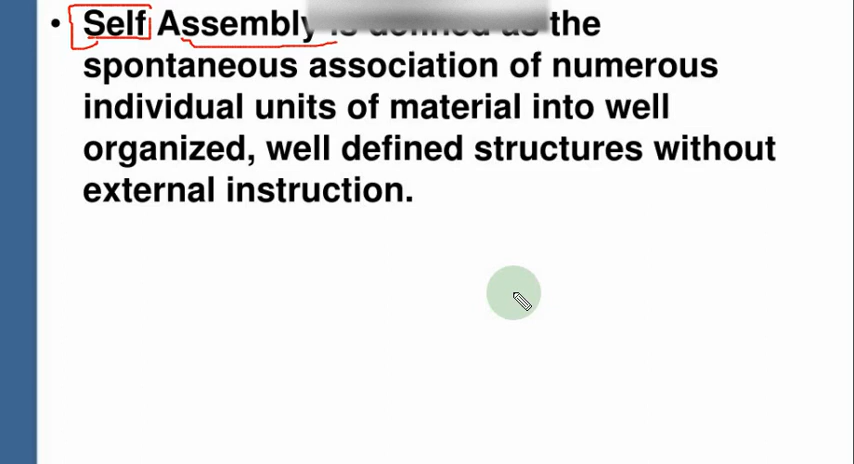 • Self Assembly is defined as the
spontaneous association of numerous
individual units of material into well
organized, well defined structures without
external instruction.